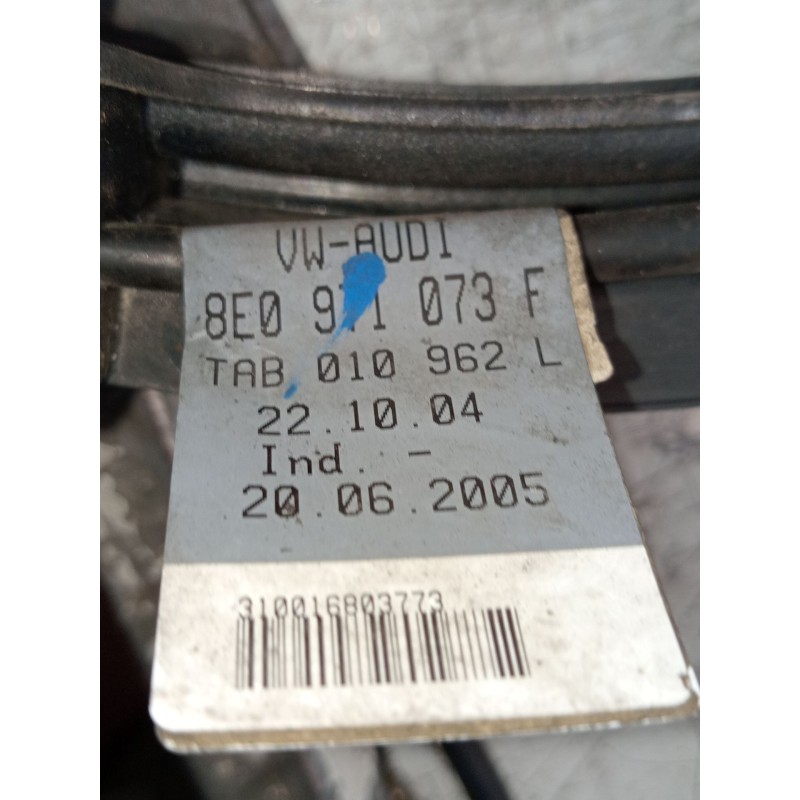 VW-AUDI
8E0 971 073 F
TAB 010 962 L
22.10.04
Ind. -
20.06.2005
310016803773